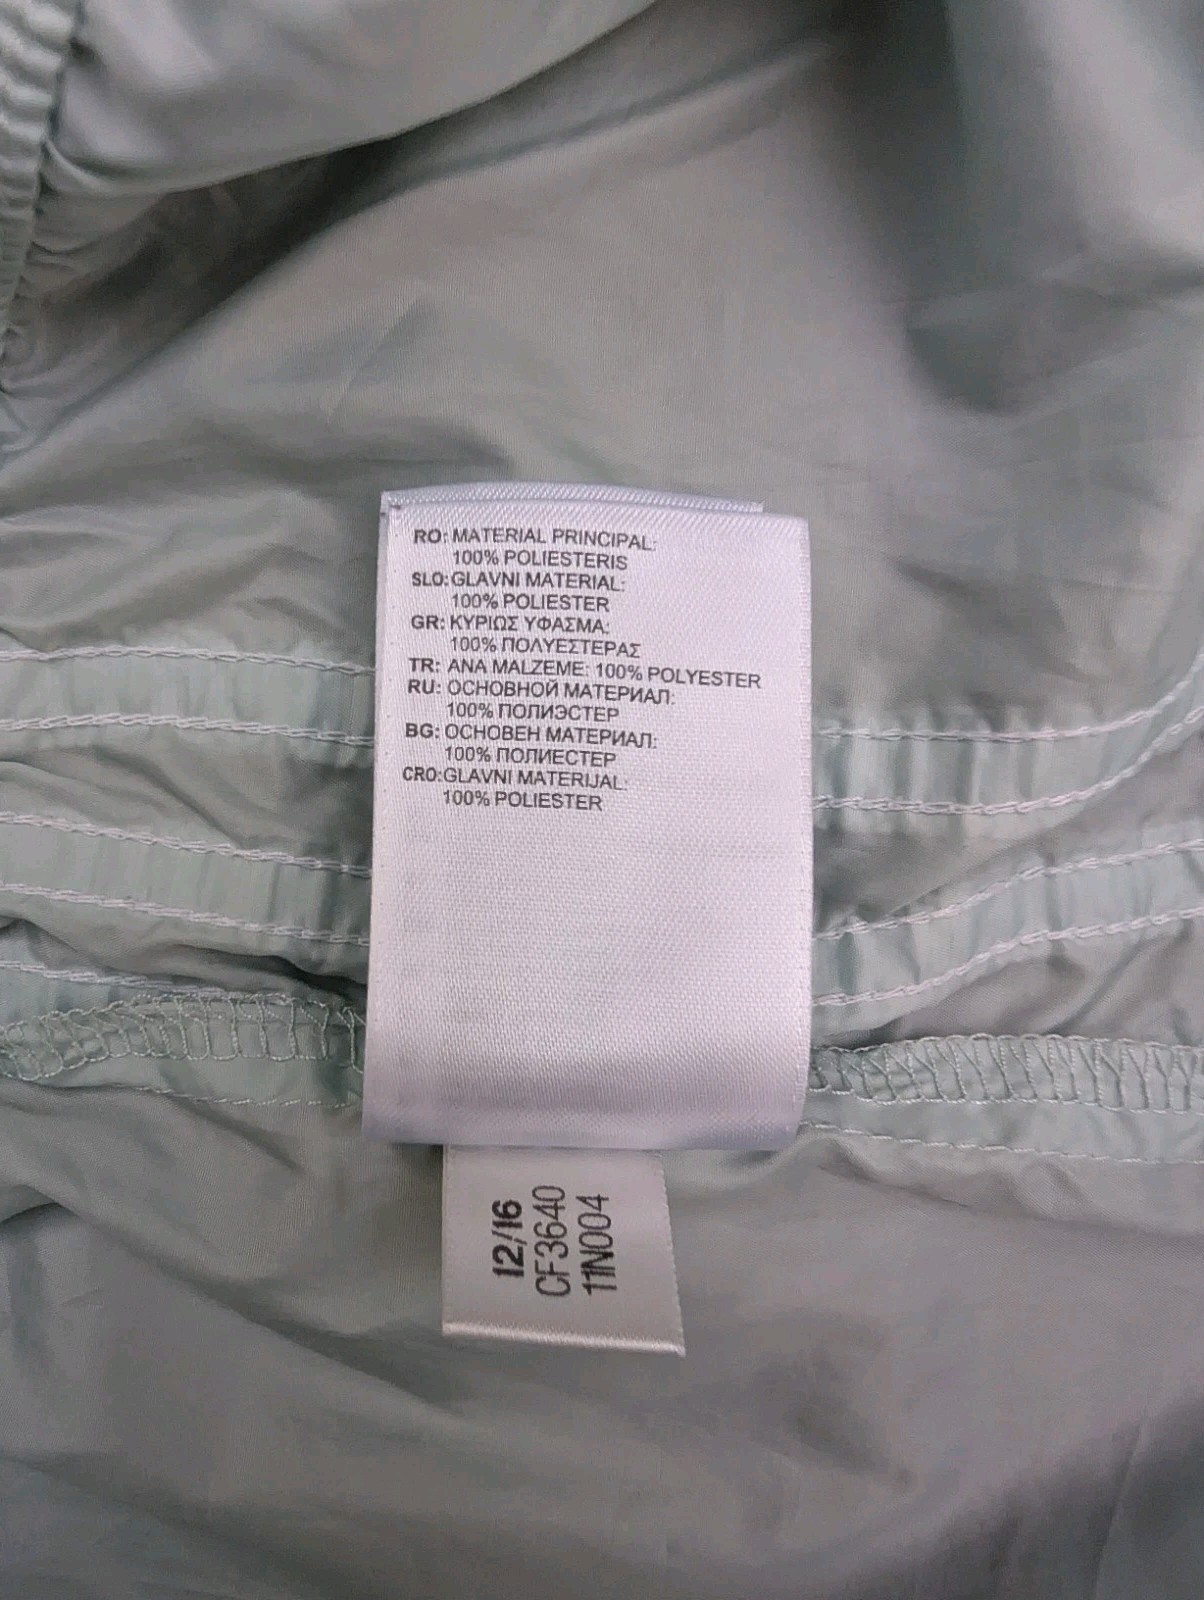 RO: MATERIAL PRINCIPAL:
100% POLIESTERIS
SLO: GLAVNI MATERIAL:
100% POLIESTER
GR: ΚΥΡΙΩΣ ΥΦΑΣΜΑ:
100% ΠΟΛΥΕΣΤΕΡΑΣ
TR: ANA MALZEME: 100% POLYESTER
RU: ОСНОВНОЙ МАТЕРИАЛ:
100% ПОЛИЭСТЕР
BG: ОСНОВЕН МАТЕРИАЛ:
100% ПОЛИЕСТЕР
CRO: GLAVNI MATERIJAL:
100% POLIESTER
12/16
CF3640
11N004